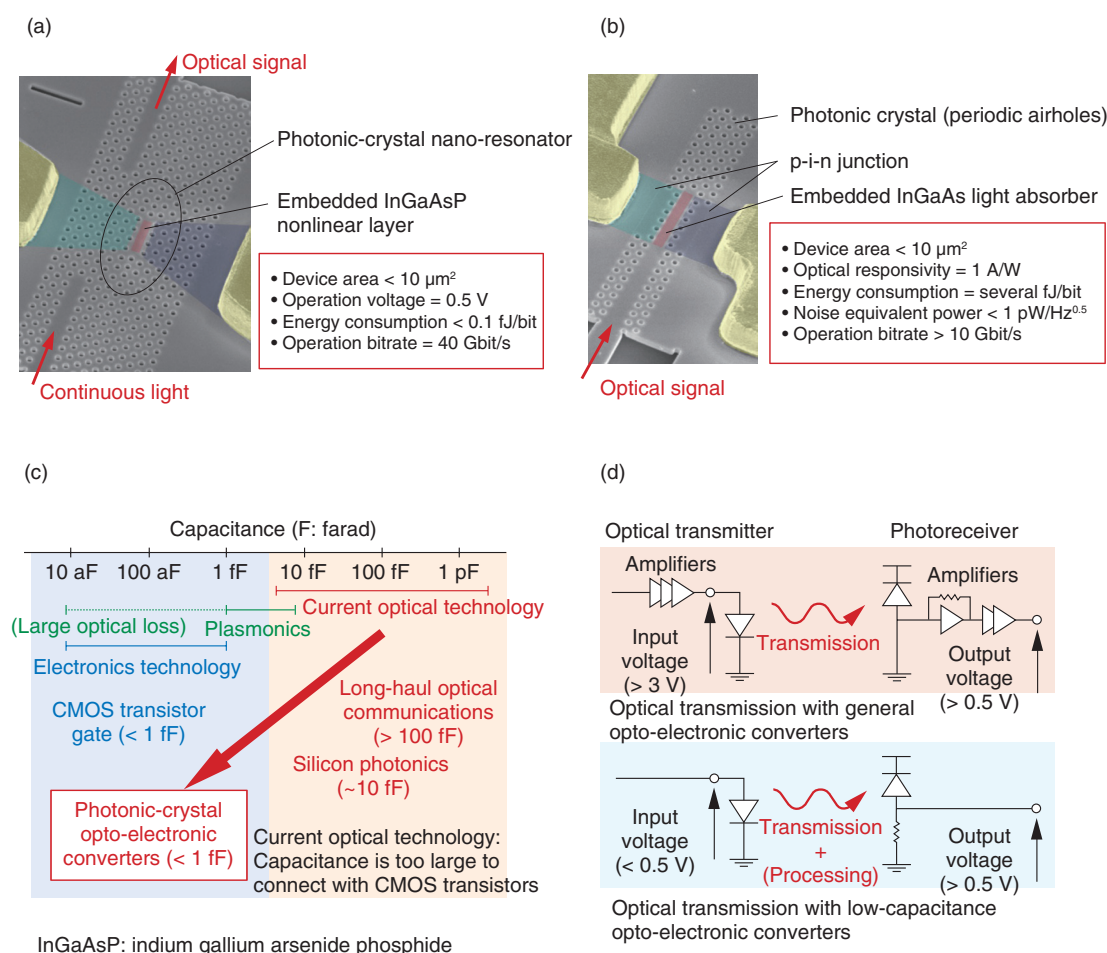 (a)
Optical signal
Photonic-crystal nano-resonator
Embedded InGaAsP
nonlinear layer
• Device area < 10 µm²
• Operation voltage = 0.5 V
• Energy consumption < 0.1 fJ/bit
• Operation bitrate = 40 Gbit/s
Continuous light
(b)
Photonic crystal (periodic airholes)
p-i-n junction
Embedded InGaAs light absorber
• Device area < 10 µm²
• Optical responsivity = 1 A/W
• Energy consumption = several fJ/bit
• Noise equivalent power < 1 pW/Hz⁰·⁵
• Operation bitrate > 10 Gbit/s
Optical signal
(c)
Capacitance (F: farad)
10 aF 100 aF 1 fF 10 fF 100 fF 1 pF
Current optical technology
(Large optical loss) Plasmonics
Electronics technology
CMOS transistor
gate (< 1 fF)
Long-haul optical
communications
(> 100 fF)
Silicon photonics
(~10 fF)
Photonic-crystal
opto-electronic
converters (< 1 fF)
Current optical technology:
Capacitance is too large to
connect with CMOS transistors
InGaAsP: indium gallium arsenide phosphide
(d)
Optical transmitter
Photoreceiver
Amplifiers
Amplifiers
Transmission
Input
voltage
(> 3 V)
Output
voltage
(> 0.5 V)
Optical transmission with general
opto-electronic converters
Input
voltage
(< 0.5 V)
Transmission
+
(Processing)
Output
voltage
(> 0.5 V)
Optical transmission with low-capacitance
opto-electronic converters